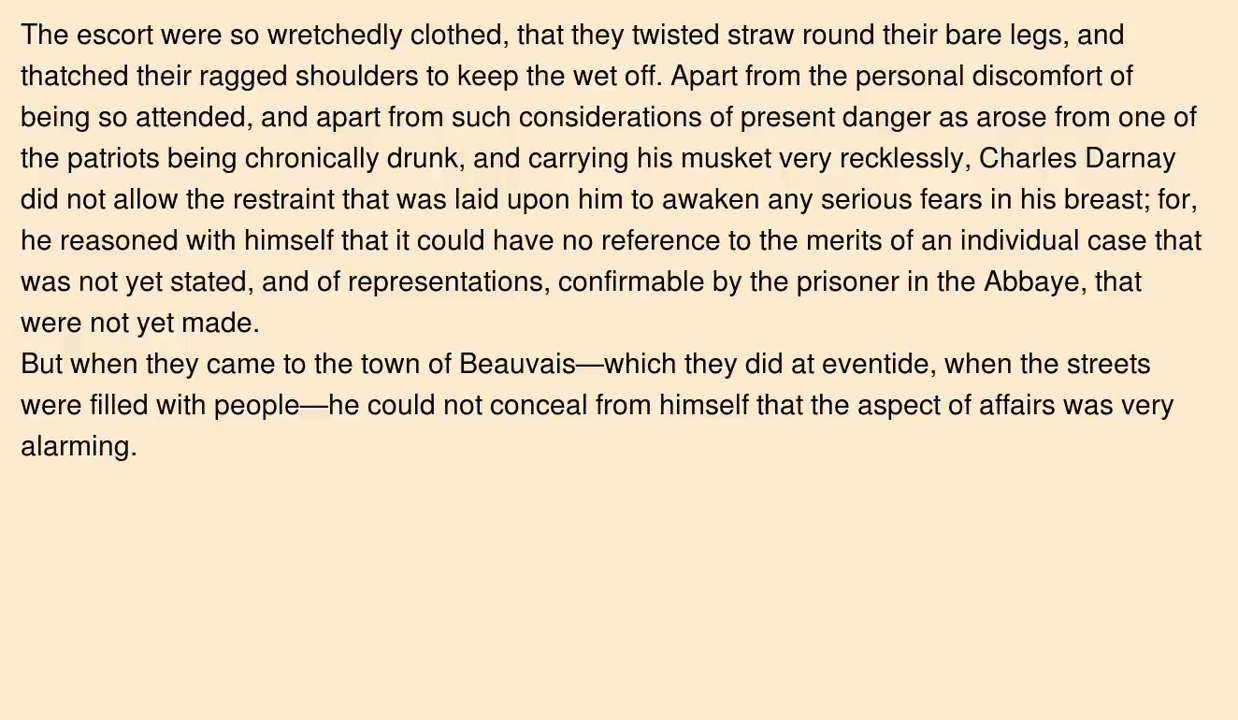 The escort were so wretchedly clothed, that they twisted straw round their bare legs, and
thatched their ragged shoulders to keep the wet off. Apart from the personal discomfort of
being so attended, and apart from such considerations of present danger as arose from one of
the patriots being chronically drunk, and carrying his musket very recklessly, Charles Darnay
did not allow the restraint that was laid upon him to awaken any serious fears in his breast; for,
he reasoned with himself that it could have no reference to the merits of an individual case that
was not yet stated, and of representations, confirmable by the prisoner in the Abbaye, that
were not yet made.
But when they came to the town of Beauvais—which they did at eventide, when the streets
were filled with people—he could not conceal from himself that the aspect of affairs was very
alarming.